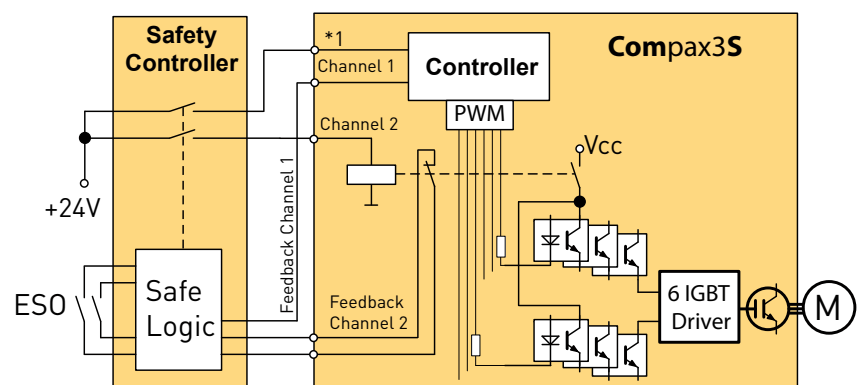 Safety
Controller
*1
Channel 1
Controller
Compax3S
PWM
Channel 2
Vcc
+24V
Feedback Channel 1
ESO
Safe
Logic
Feedback
Channel 2
6 IGBT
Driver
M